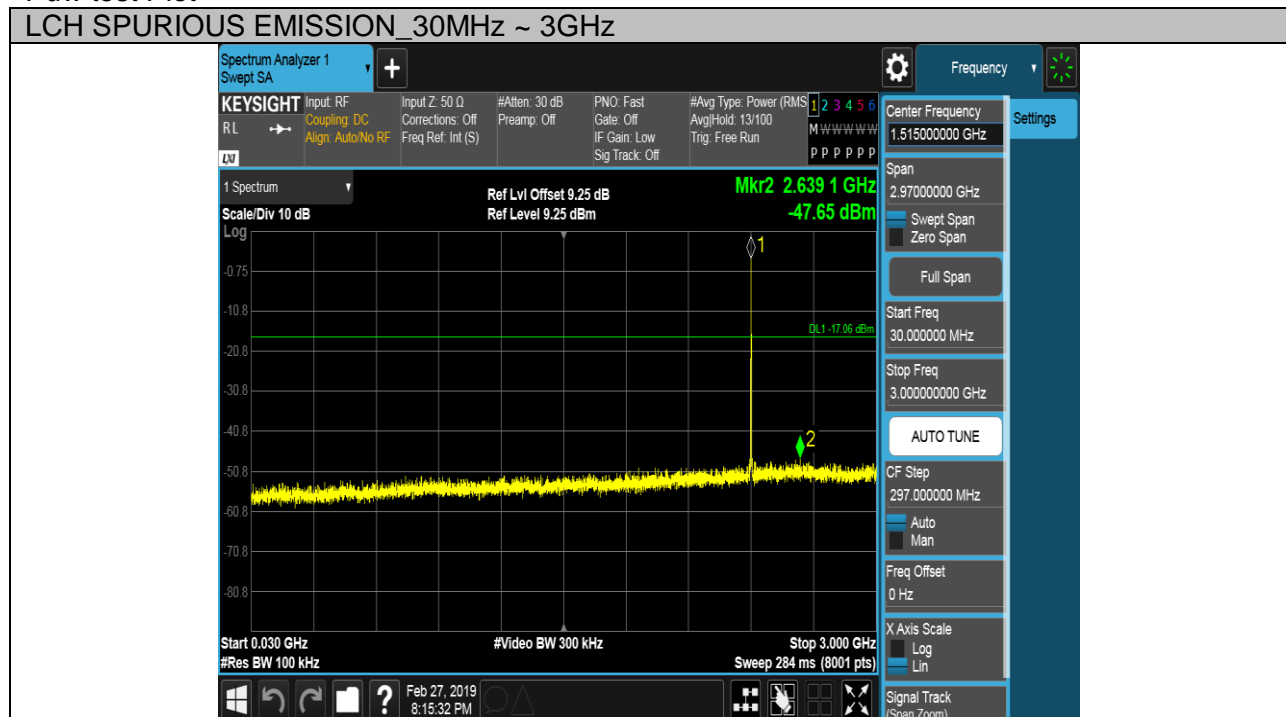 LCH SPURIOUS EMISSION_30MHz ~ 3GHz
Spectrum Analyzer 1
Swept SA
Frequency
KEYSIGHT
RL
LXI
Input: RF
Coupling: DC
Align: Auto/No RF
Input Z: 50 Ω
Corrections: Off
Freq Ref: Int (S)
#Atten: 30 dB
Preamp: Off
PNO: Fast
Gate: Off
IF Gain: Low
Sig Track: Off
#Avg Type: Power (RMS
Avg|Hold: 13/100
Trig: Free Run
1 2 3 4 5 6
M W W W W W
P P P P P P
1 Spectrum
Scale/Div 10 dB
Ref Lvl Offset 9.25 dB
Ref Level 9.25 dBm
Mkr2 2.639 1 GHz
-47.65 dBm
Log
1
-0.75
-10.8
DL1 -17.06 dBm
-20.8
-30.8
-40.8
2
-50.8
-60.8
-70.8
-80.8
Start 0.030 GHz
#Res BW 100 kHz
#Video BW 300 kHz
Stop 3.000 GHz
Sweep 284 ms (8001 pts)
?
Feb 27, 2019
8:15:32 PM
Center Frequency
1.515000000 GHz
Settings
Span
2.97000000 GHz
Swept Span
Zero Span
Full Span
Start Freq
30.000000 MHz
Stop Freq
3.000000000 GHz
AUTO TUNE
CF Step
297.000000 MHz
Auto
Man
Freq Offset
0 Hz
X Axis Scale
Log
Lin
Signal Track
(Span Zoom)